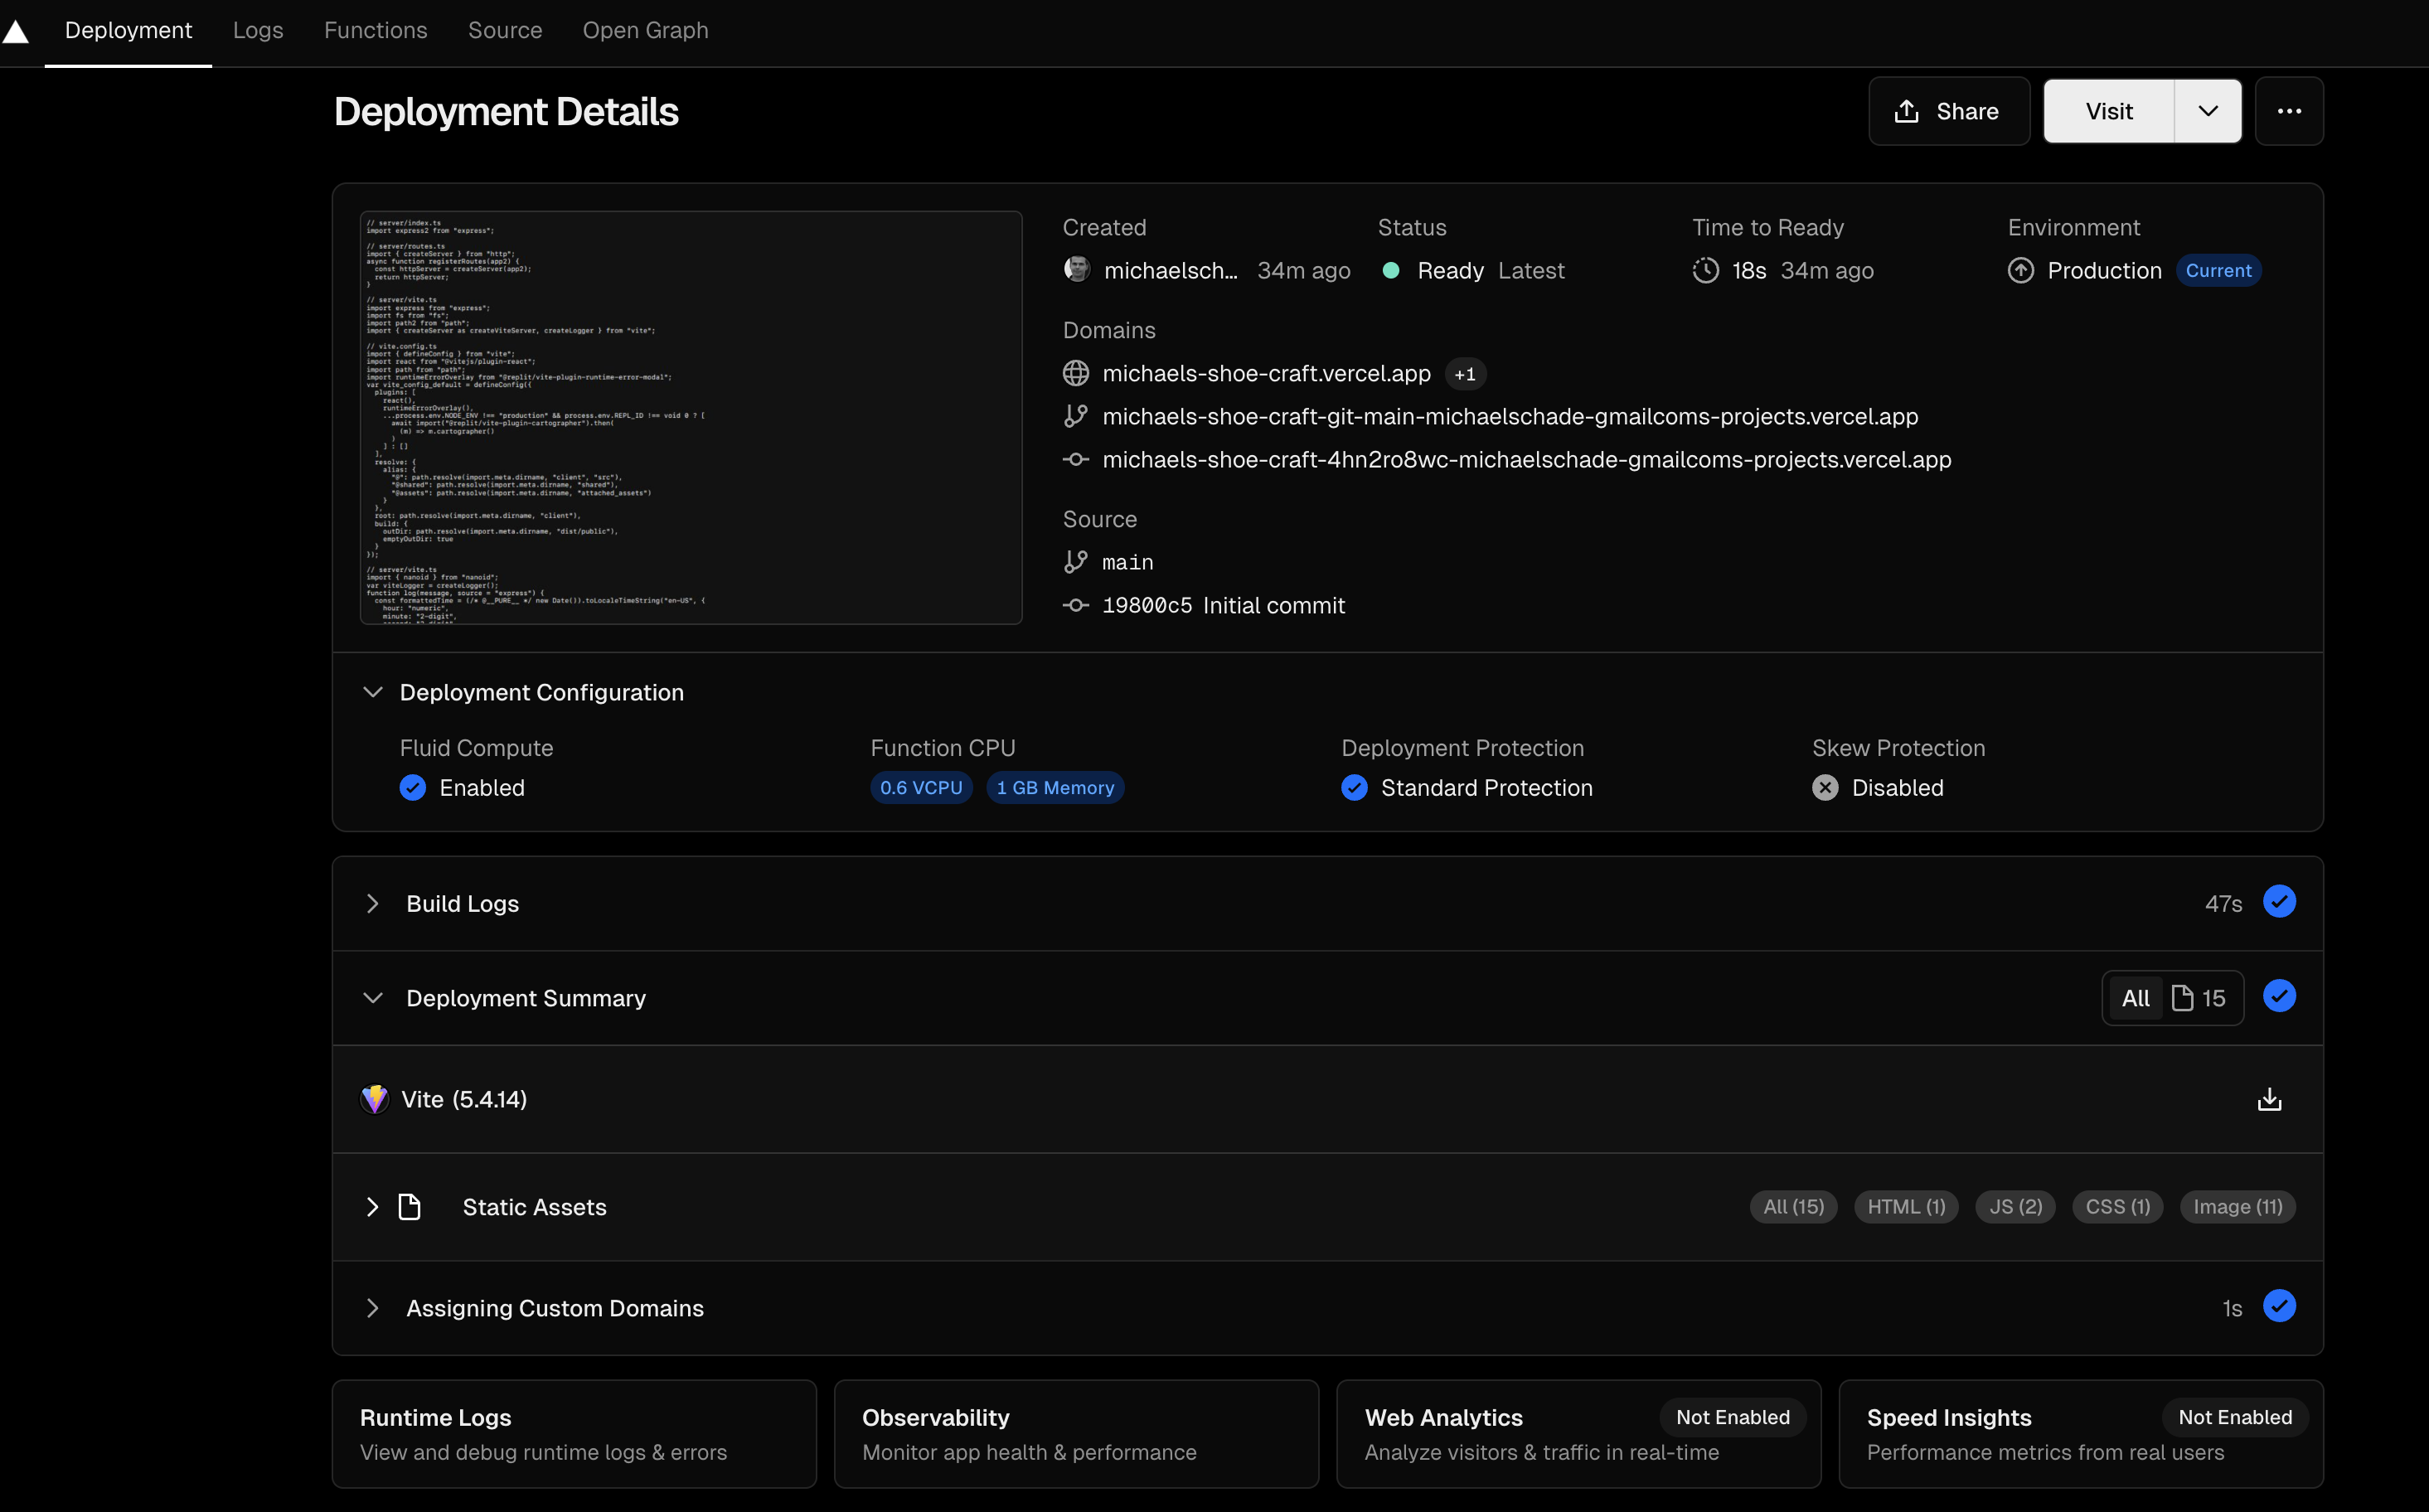 Deployment Logs Functions Source Open Graph
Deployment Details
Share Visit
// server/index.ts
import express2 from "express";
// server/routes.ts
import { createServer } from "http";
async function registerRoutes(app2) {
const httpServer = createServer(app2);
return httpServer;
}
// server/vite.ts
import express from "express";
import fs from "fs";
import path2 from "path";
import { createServer as createViteServer, createLogger } from "vite";
// vite.config.ts
import { defineConfig } from "vite";
import react from "@vitejs/plugin-react";
import path from "path";
import runtimeErrorOverlay from "@replit/vite-plugin-runtime-error-modal";
var vite_config_default = defineConfig({
plugins: [
react(),
runtimeErrorOverlay(),
...process.env.NODE_ENV !== "production" && process.env.REPL_ID !== void 0 ? [
await import("@replit/vite-plugin-cartographer").then(
(m) => m.cartographer()
)
] : []
],
resolve: {
alias: {
"@": path.resolve(import.meta.dirname, "client", "src"),
"@shared": path.resolve(import.meta.dirname, "shared"),
"@assets": path.resolve(import.meta.dirname, "attached_assets")
}
},
root: path.resolve(import.meta.dirname, "client"),
build: {
outDir: path.resolve(import.meta.dirname, "dist/public"),
emptyOutDir: true
}
});
// server/vite.ts
import { nanoid } from "nanoid";
var viteLogger = createLogger();
function log(message, source = "express") {
const formattedTime = (/* @__PURE__ */ new Date()).toLocaleTimeString("en-US", {
hour: "numeric",
minute: "2-digit",
Created Status Time to Ready Environment
michaelsch... 34m ago Ready Latest 18s 34m ago Production Current
Domains
michaels-shoe-craft.vercel.app +1
michaels-shoe-craft-git-main-michaelschade-gmailcoms-projects.vercel.app
michaels-shoe-craft-4hn2ro8wc-michaelschade-gmailcoms-projects.vercel.app
Source
main
19800c5 Initial commit
Deployment Configuration
Fluid Compute Function CPU Deployment Protection Skew Protection
Enabled 0.6 VCPU 1 GB Memory Standard Protection Disabled
Build Logs 47s
Deployment Summary All 15
Vite (5.4.14)
Static Assets All (15) HTML (1) JS (2) CSS (1) Image (11)
Assigning Custom Domains 1s
Runtime Logs Observability Web Analytics Not Enabled Speed Insights Not Enabled
View and debug runtime logs & errors Monitor app health & performance Analyze visitors & traffic in real-time Performance metrics from real users